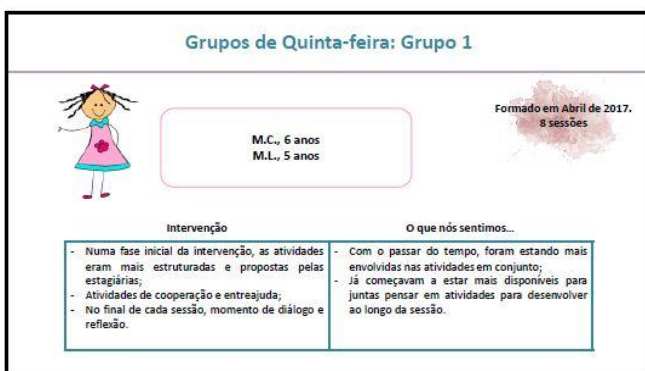 Grupos de Quinta-feira: Grupo 1
Formado em Abril de 2017.
8 sessões
M.C., 6 anos
M.L., 5 anos
Intervenção
- Numa fase inicial da intervenção, as atividades
eram mais estruturadas e propostas pelas
estagiárias;
- Atividades de cooperação e entreajuda;
- No final de cada sessão, momento de diálogo e
reflexão.
O que nós sentimos...
- Com o passar do tempo, foram estando mais
envolvidas nas atividades em conjunto;
- Já começavam a estar mais disponíveis para
juntas pensar em atividades para desenvolver
ao longo da sessão.